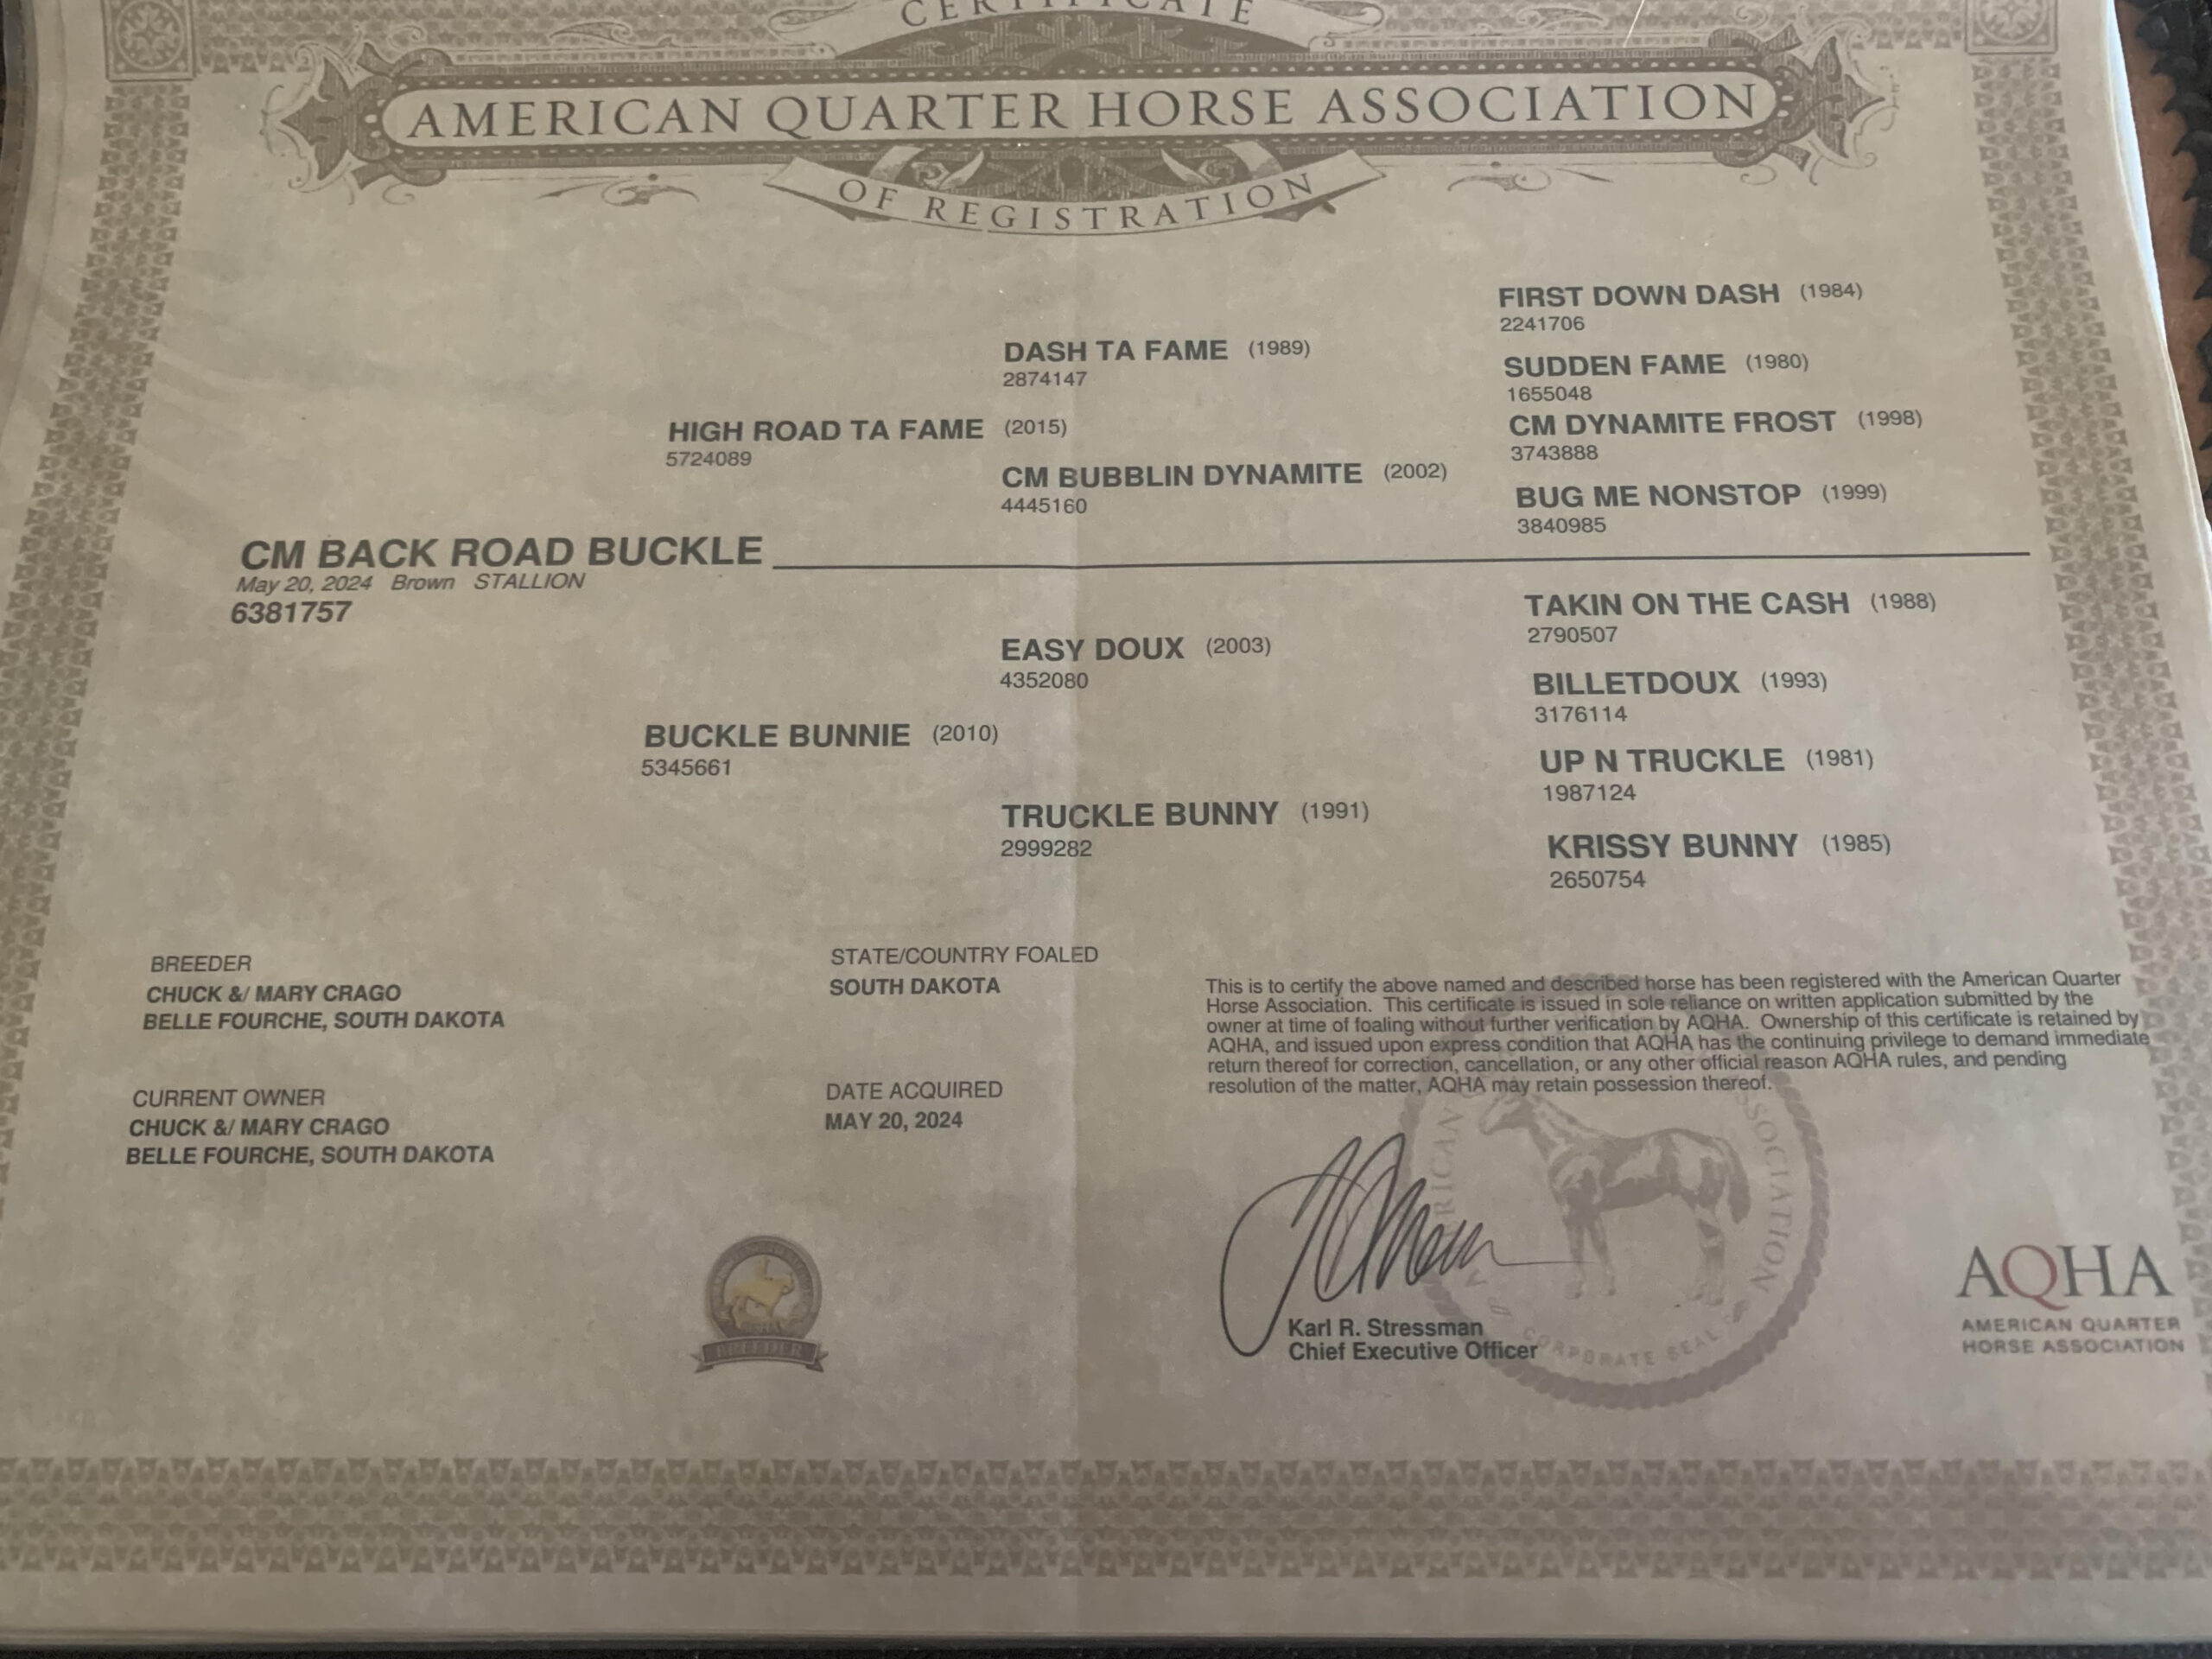 CERTIFICATE
AMERICAN QUARTER HORSE ASSOCIATION
OF REGISTRATION
FIRST DOWN DASH (1984)
2241706
DASH TA FAME (1989)
2874147
SUDDEN FAME (1980)
1655048
HIGH ROAD TA FAME (2015)
5724089
CM DYNAMITE FROST (1998)
3743888
CM BUBBLIN DYNAMITE (2002)
4445160
BUG ME NONSTOP (1999)
3840985
CM BACK ROAD BUCKLE
May 20, 2024 Brown STALLION
6381757
TAKIN ON THE CASH (1988)
2790507
EASY DOUX (2003)
4352080
BILLETDOUX (1993)
3176114
BUCKLE BUNNIE (2010)
5345661
UP N TRUCKLE (1981)
1987124
TRUCKLE BUNNY (1991)
2999282
KRISSY BUNNY (1985)
2650754
BREEDER
CHUCK &/ MARY CRAGO
BELLE FOURCHE, SOUTH DAKOTA
STATE/COUNTRY FOALED
SOUTH DAKOTA
CURRENT OWNER
CHUCK &/ MARY CRAGO
BELLE FOURCHE, SOUTH DAKOTA
DATE ACQUIRED
MAY 20, 2024
This is to certify the above named and described horse has been registered with the American Quarter
Horse Association. This certificate is issued in sole reliance on written application submitted by the
owner at time of foaling without further verification by AQHA. Ownership of this certificate is retained by
AQHA, and issued upon express condition that AQHA has the continuing privilege to demand immediate
return thereof for correction, cancellation, or any other official reason AQHA rules, and pending
resolution of the matter, AQHA may retain possession thereof.
Karl R. Stressman
Chief Executive Officer
BREEDER
ASSOCIATION
CORPORATE SEAL
AQHA
AMERICAN QUARTER
HORSE ASSOCIATION